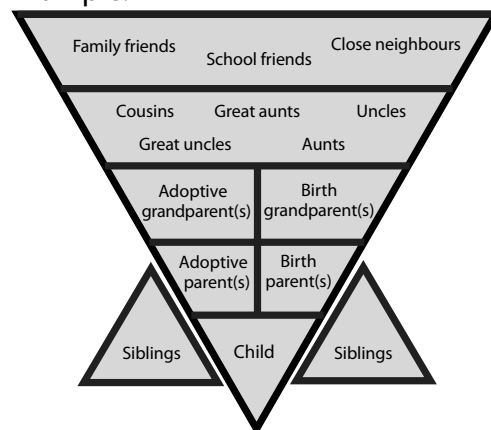 Family friends
School friends
Close neighbours
Cousins
Great aunts
Uncles
Great uncles
Aunts
Adoptive
grandparent(s)
Birth
grandparent(s)
Adoptive
parent(s)
Birth
parent(s)
Siblings
Child
Siblings